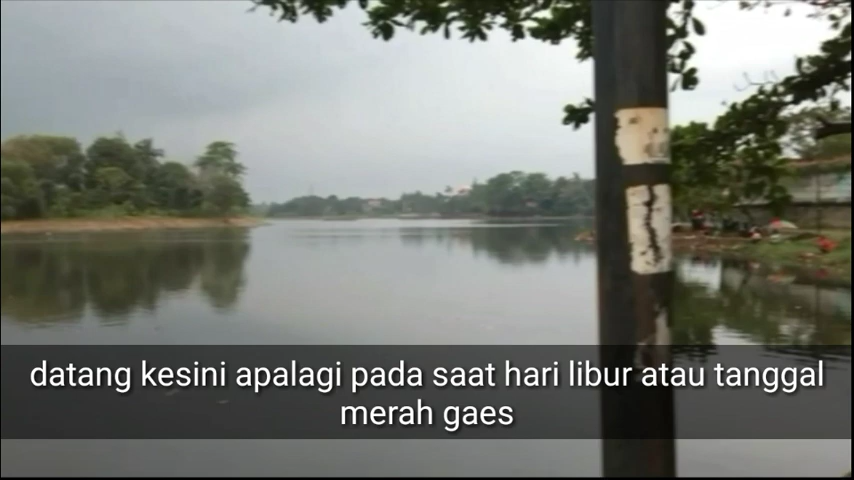 datang kesini apalagi pada saat hari libur atau tanggal
merah gaes